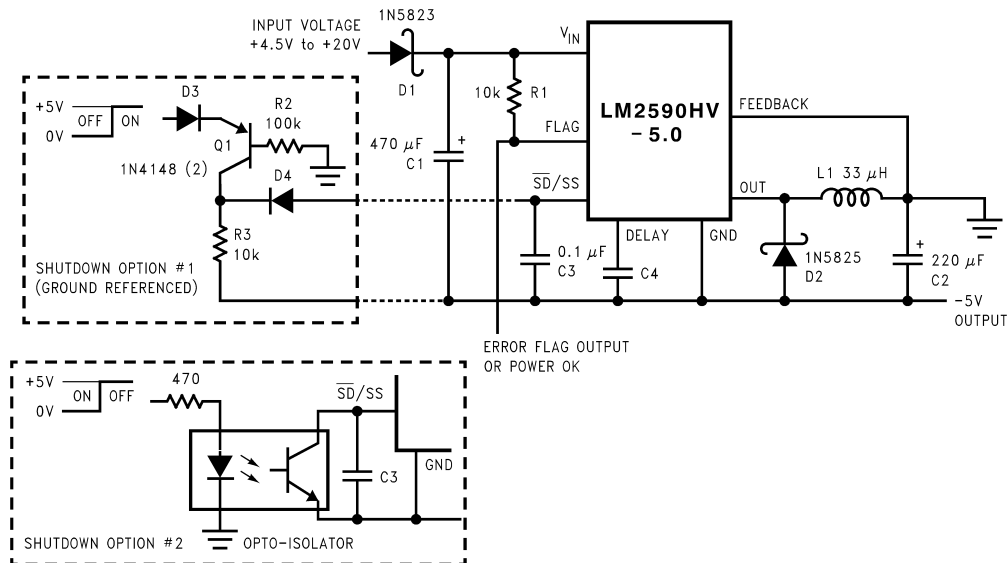 1N5823
INPUT VOLTAGE
+4.5V to +20V
D1
VIN
10k
R1
FLAG
470 μF
C1
+
LM2590HV
– 5.0
FEEDBACK
OUT
L1 33 μH
SD/SS
DELAY
GND
0.1 μF
C3
C4
1N5825
D2
+
220 μF
C2
–5V
OUTPUT
ERROR FLAG OUTPUT
OR POWER OK
+5V
0V
OFF
ON
D3
R2
100k
Q1
1N4148 (2)
D4
R3
10k
SHUTDOWN OPTION #1
(GROUND REFERENCED)
+5V
0V
ON
OFF
470
SD/SS
GND
C3
SHUTDOWN OPTION #2
OPTO-ISOLATOR